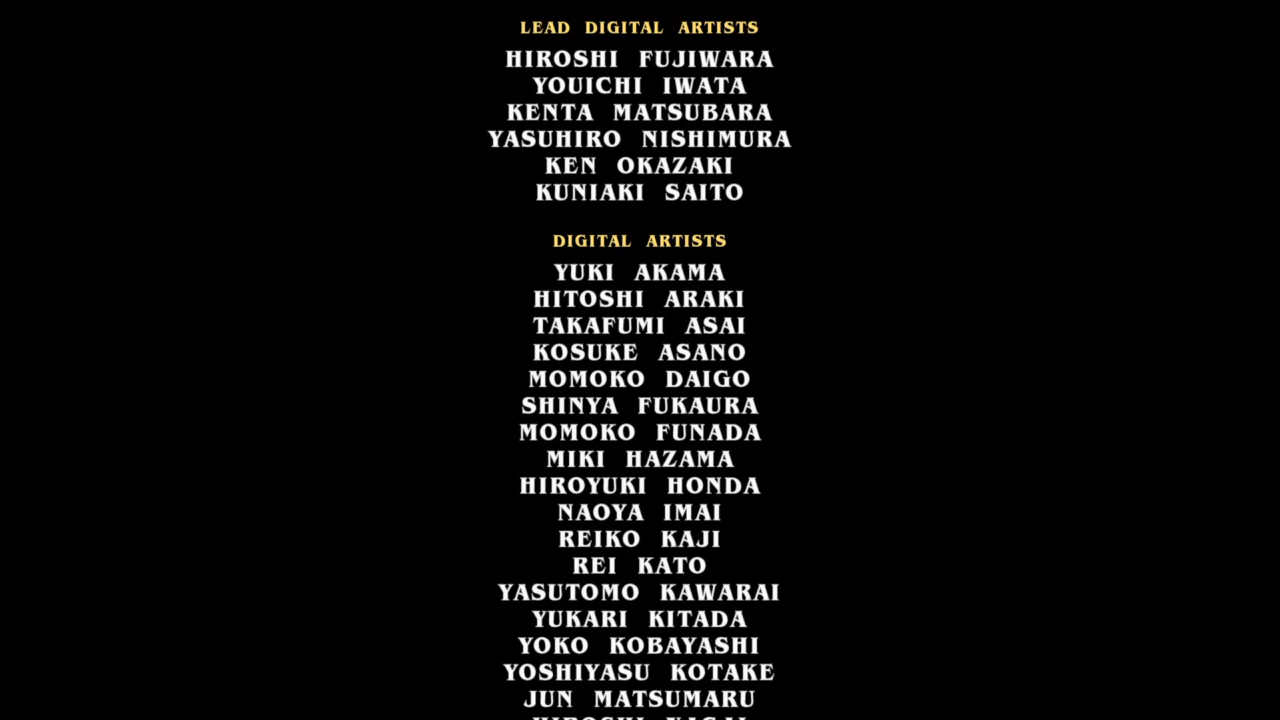 LEAD DIGITAL ARTISTS
HIROSHI FUJIWARA
YOUICHI IWATA
KENTA MATSUBARA
YASUHIRO NISHIMURA
KEN OKAZAKI
KUNIAKI SAITO
DIGITAL ARTISTS
YUKI AKAMA
HITOSHI ARAKI
TAKAFUMI ASAI
KOSUKE ASANO
MOMOKO DAIGO
SHINYA FUKAURA
MOMOKO FUNADA
MIKI HAZAMA
HIROYUKI HONDA
NAOYA IMAI
REIKO KAJI
REI KATO
YASUTOMO KAWARAI
YUKARI KITADA
YOKO KOBAYASHI
YOSHIYASU KOTAKE
JUN MATSUMARU